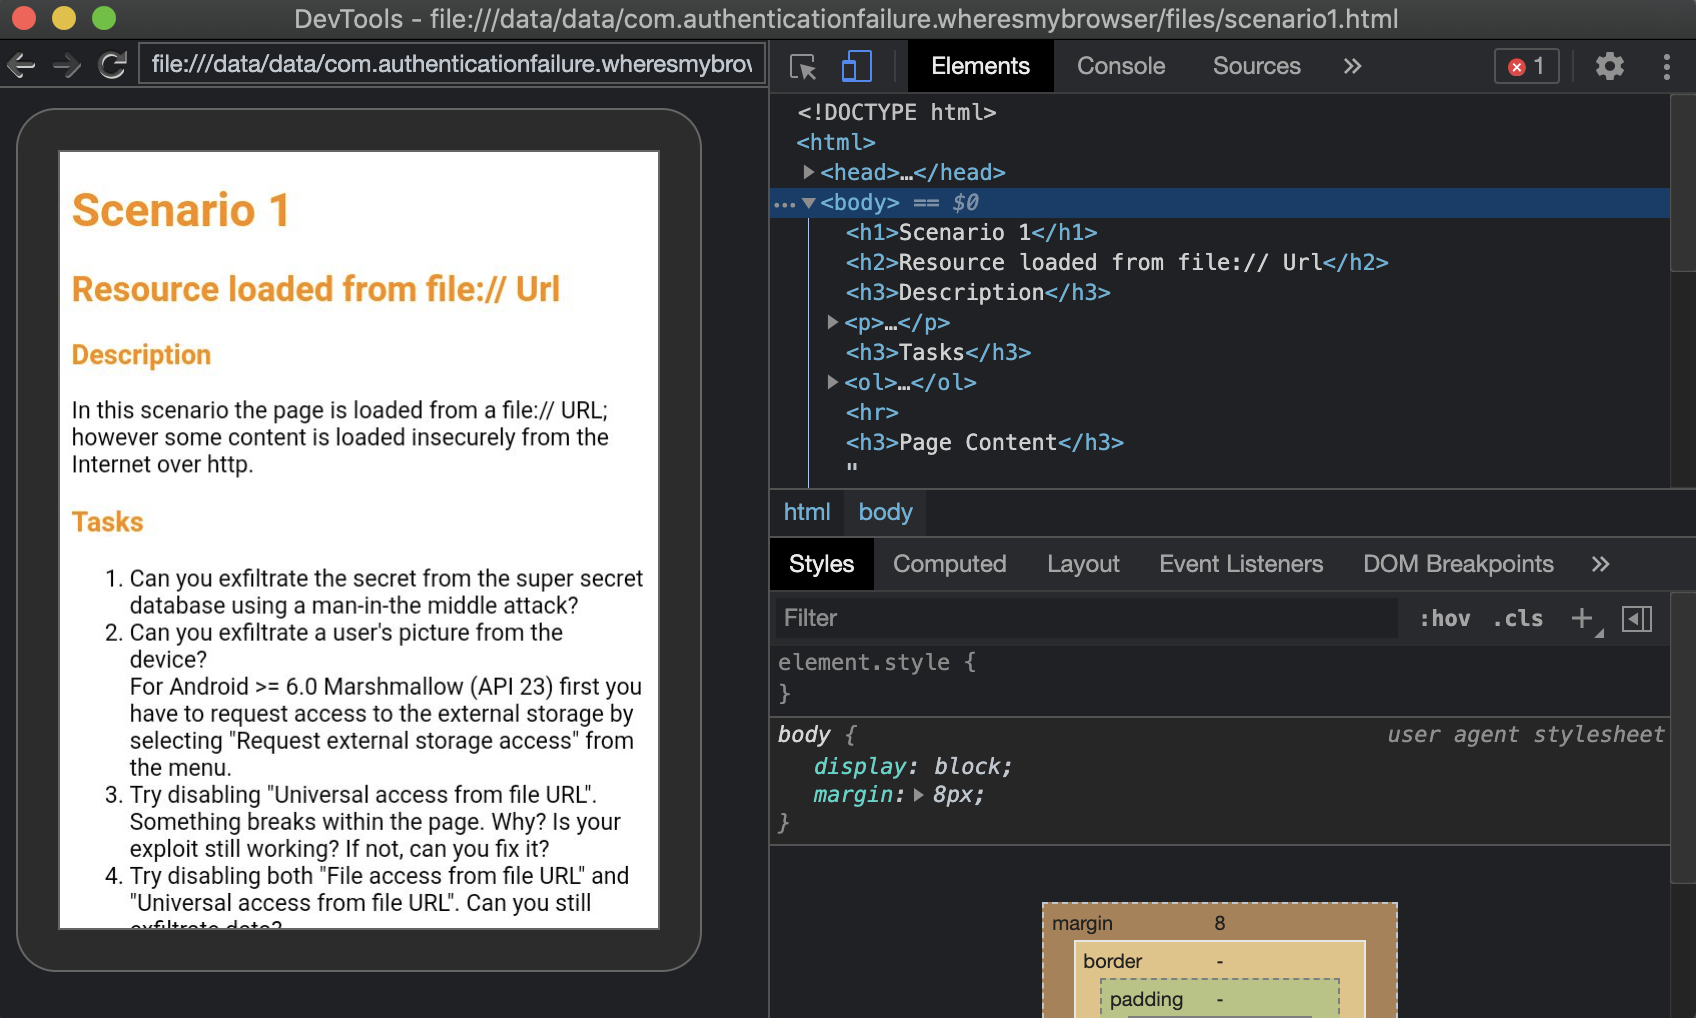 DevTools - file:///data/data/com.authenticationfailure.wheresmybrowser/files/scenario1.html
file:///data/data/com.authenticationfailure.wheresmybrow
Elements Console Sources » 1
Scenario 1
Resource loaded from file:// Url
Description
In this scenario the page is loaded from a file:// URL;
however some content is loaded insecurely from the
Internet over http.
Tasks
1. Can you exfiltrate the secret from the super secret
database using a man-in-the middle attack?
2. Can you exfiltrate a user's picture from the
device?
For Android >= 6.0 Marshmallow (API 23) first you
have to request access to the external storage by
selecting "Request external storage access" from
the menu.
3. Try disabling "Universal access from file URL".
Something breaks within the page. Why? Is your
exploit still working? If not, can you fix it?
4. Try disabling both "File access from file URL" and
"Universal access from file URL". Can you still
exfiltrate data?
<!DOCTYPE html>
<html>
<head>…</head>
<body> == $0
<h1>Scenario 1</h1>
<h2>Resource loaded from file:// Url</h2>
<h3>Description</h3>
<p>…</p>
<h3>Tasks</h3>
<ol>…</ol>
<hr>
<h3>Page Content</h3>
"
html body
Styles Computed Layout Event Listeners DOM Breakpoints »
Filter :hov .cls +
element.style {
}
body { user agent stylesheet
display: block;
margin: 8px;
}
margin 8
border -
padding -